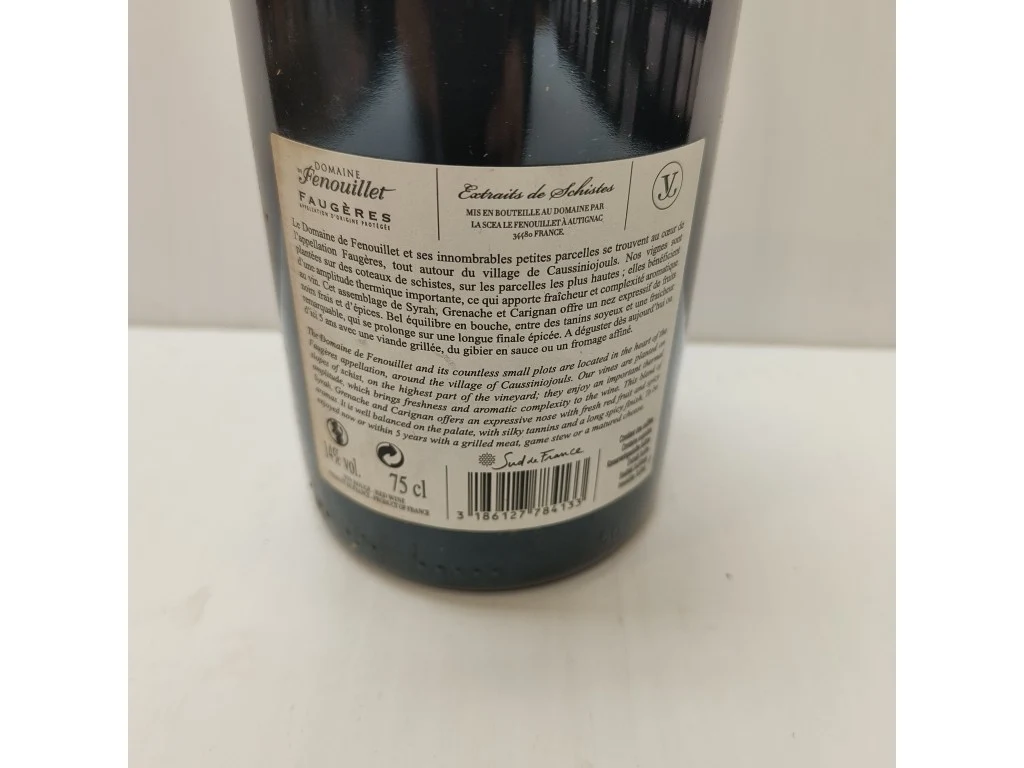 DOMAINE
de Fenouillet
FAUGÈRES
APPELLATION D'ORIGINE PROTÉGÉE
Extraits de Schistes
MIS EN BOUTEILLE AU DOMAINE PAR
LA SCEA LE FENOUILLET À AUTIGNAC
34480 FRANCE.
Le Domaine de Fenouillet et ses innombrables petites parcelles se trouvent au cœur de
l'appellation Faugères, tout autour du village de Caussiniojouls. Nos vignes sont
plantées sur des coteaux de schistes, sur les parcelles les plus hautes ; elles bénéficient
d'une amplitude thermique importante, ce qui apporte fraîcheur et complexité aromatique
au vin. Cet assemblage de Syrah, Grenache et Carignan offre un nez expressif de fruits
noirs frais et d'épices. Bel équilibre en bouche, entre des tanins soyeux et une fraîcheur
remarquable, qui se prolonge sur une longue finale épicée. A déguster dès aujourd'hui ou
d'ici 5 ans avec une viande grillée, du gibier en sauce ou un fromage affiné.
The Domaine de Fenouillet and its countless small plots are located in the heart of the
Faugères appellation, around the village of Caussiniojouls. Our vines are planted on
slopes of schist, on the highest part of the vineyard; they enjoy an important thermal
amplitude, which brings freshness and aromatic complexity to the wine. This blend of
Syrah, Grenache and Carignan offers an expressive nose with fresh red fruit and spicy
aromas. It is well balanced on the palate, with silky tannins and a long spicy finish. To be
enjoyed now or within 5 years with a grilled meat, game stew or a matured cheese.
14% vol.
75 cl
PRODUCE OF FRANCE
Sud de France
3 186127 784133